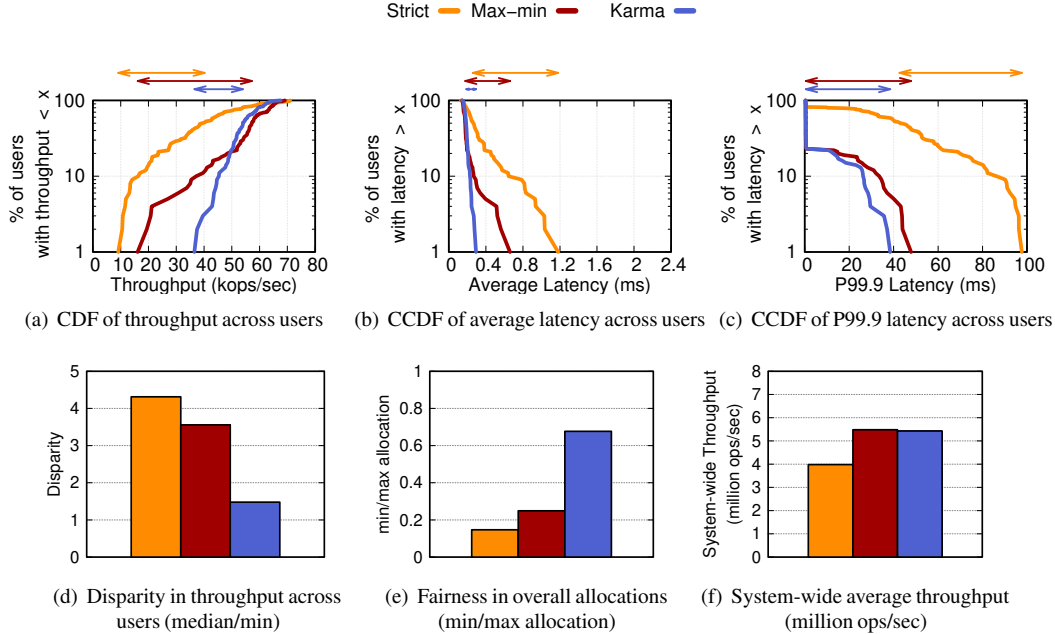 Strict Max−min Karma
% of users
with throughput < x
100
10
1
0 10 20 30 40 50 60 70 80
Throughput (kops/sec)
(a) CDF of throughput across users
% of users
with latency > x
100
10
1
0 0.4 0.8 1.2 1.6 2 2.4
Average Latency (ms)
(b) CCDF of average latency across users
% of users
with latency > x
100
10
1
0 20 40 60 80 100
P99.9 Latency (ms)
(c) CCDF of P99.9 latency across users
Disparity
5
4
3
2
1
0
(d) Disparity in throughput across
users (median/min)
min/max allocation
1
0.8
0.6
0.4
0.2
0
(e) Fairness in overall allocations
(min/max allocation)
System-wide Throughput
(million ops/sec)
8
7
6
5
4
3
2
1
0
(f) System-wide average throughput
(million ops/sec)